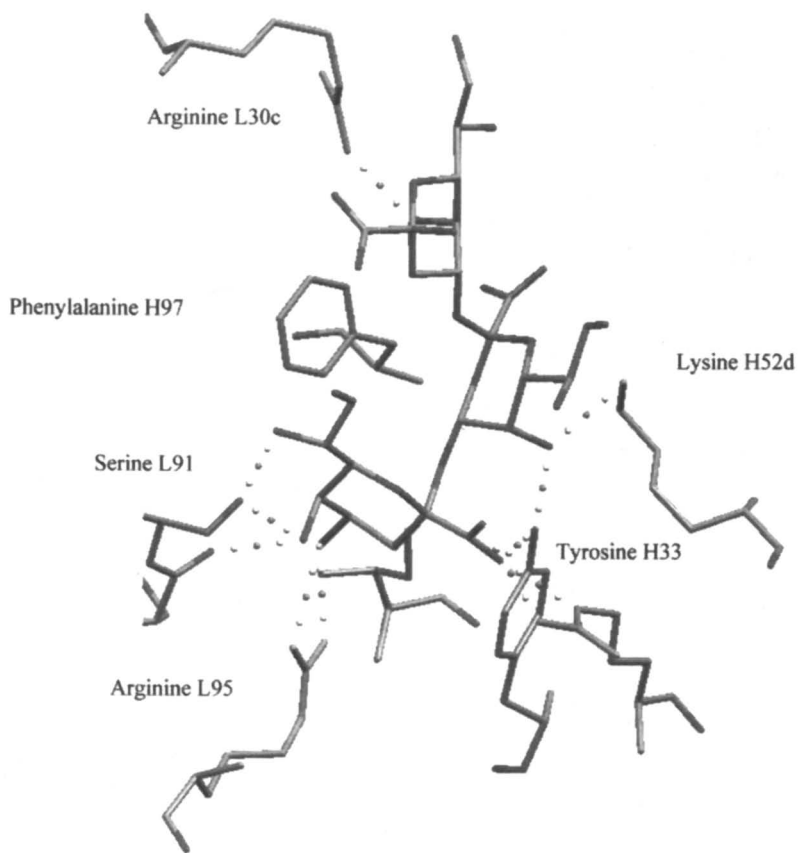 Arginine L30c
Phenylalanine H97
Lysine H52d
Serine L91
Tyrosine H33
Arginine L95